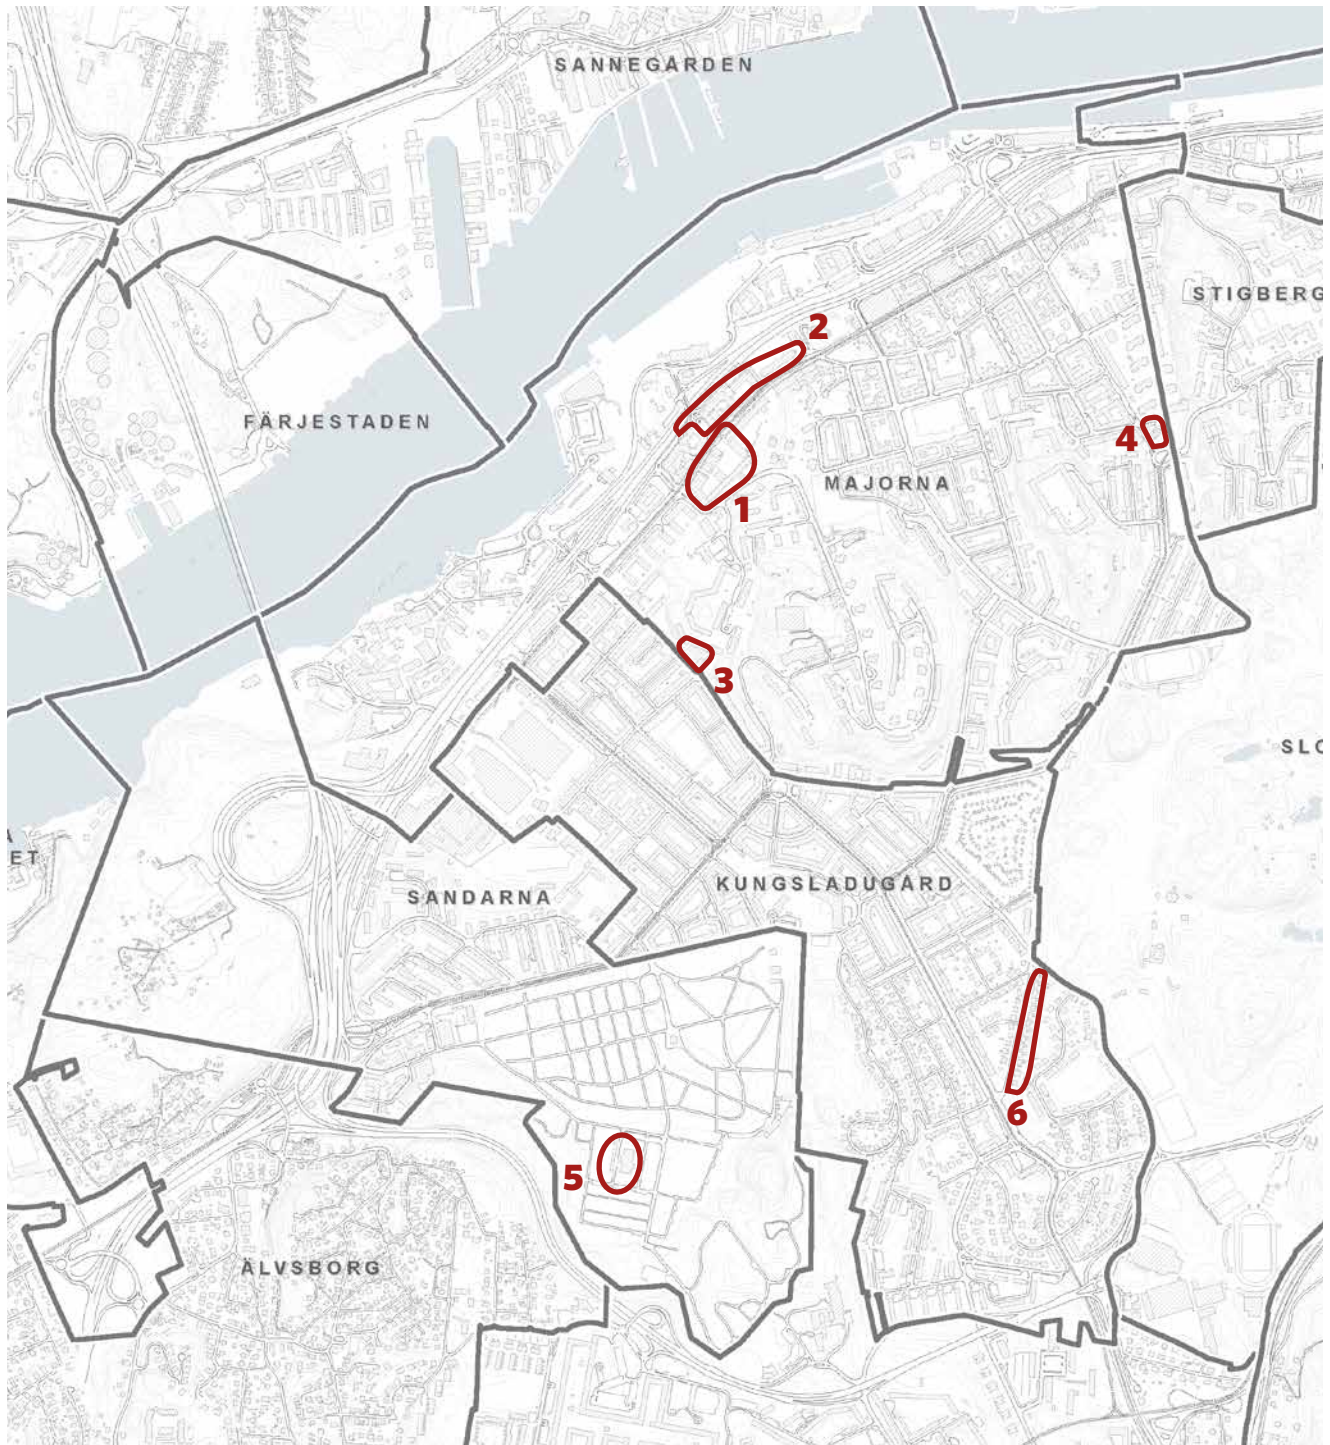 SANNEGÅRDEN
STIGBERG
2
FÄRJESTADEN
4
MAJORNA
1
3
SLO
A
ET
KUNGSLADUGÅRD
SANDARNA
6
5
ÄLVSBORG